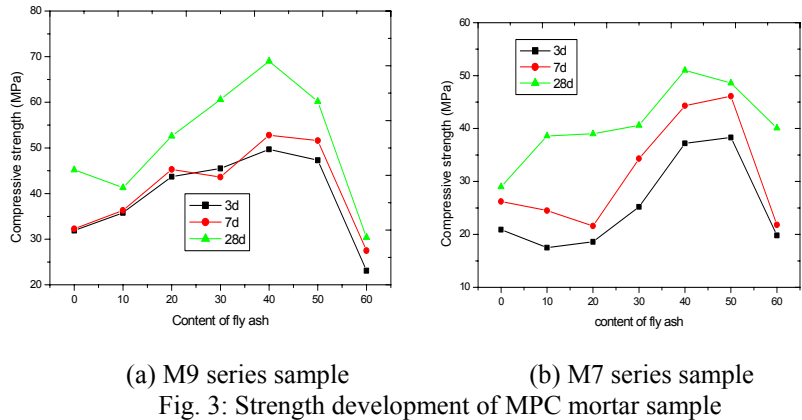 80
70
60
50
40
30
20
Compressive strength (MPa)
3d
7d
28d
0 10 20 30 40 50 60
Content of fly ash
60
50
40
30
20
10
Compressive strength (MPa)
3d
7d
28d
0 10 20 30 40 50 60
content of fly ash
(a) M9 series sample (b) M7 series sample
Fig. 3: Strength development of MPC mortar sample